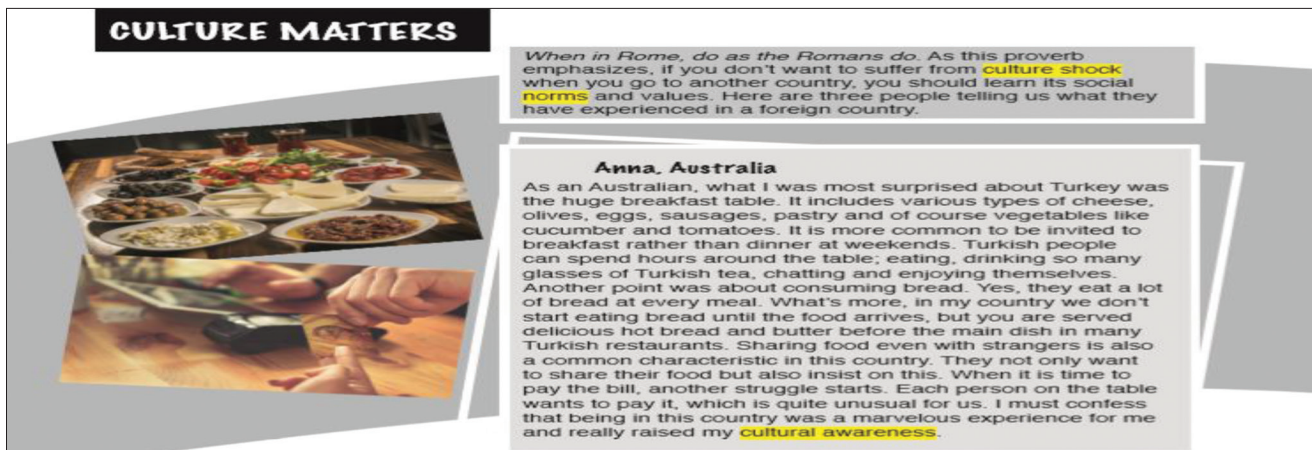 CULTURE MATTERS
When in Rome, do as the Romans do. As this proverb
emphasizes, if you don't want to suffer from culture shock
when you go to another country, you should learn its social
norms and values. Here are three people telling us what they
have experienced in a foreign country.
Anna, Australia
As an Australian, what I was most surprised about Turkey was
the huge breakfast table. It includes various types of cheese,
olives, eggs, sausages, pastry and of course vegetables like
cucumber and tomatoes. It is more common to be invited to
breakfast rather than dinner at weekends. Turkish people
can spend hours around the table; eating, drinking so many
glasses of Turkish tea, chatting and enjoying themselves.
Another point was about consuming bread. Yes, they eat a lot
of bread at every meal. What's more, in my country we don't
start eating bread until the food arrives, but you are served
delicious hot bread and butter before the main dish in many
Turkish restaurants. Sharing food even with strangers is also
a common characteristic in this country. They not only want
to share their food but also insist on this. When it is time to
pay the bill, another struggle starts. Each person on the table
wants to pay it, which is quite unusual for us. I must confess
that being in this country was a marvelous experience for me
and really raised my cultural awareness.